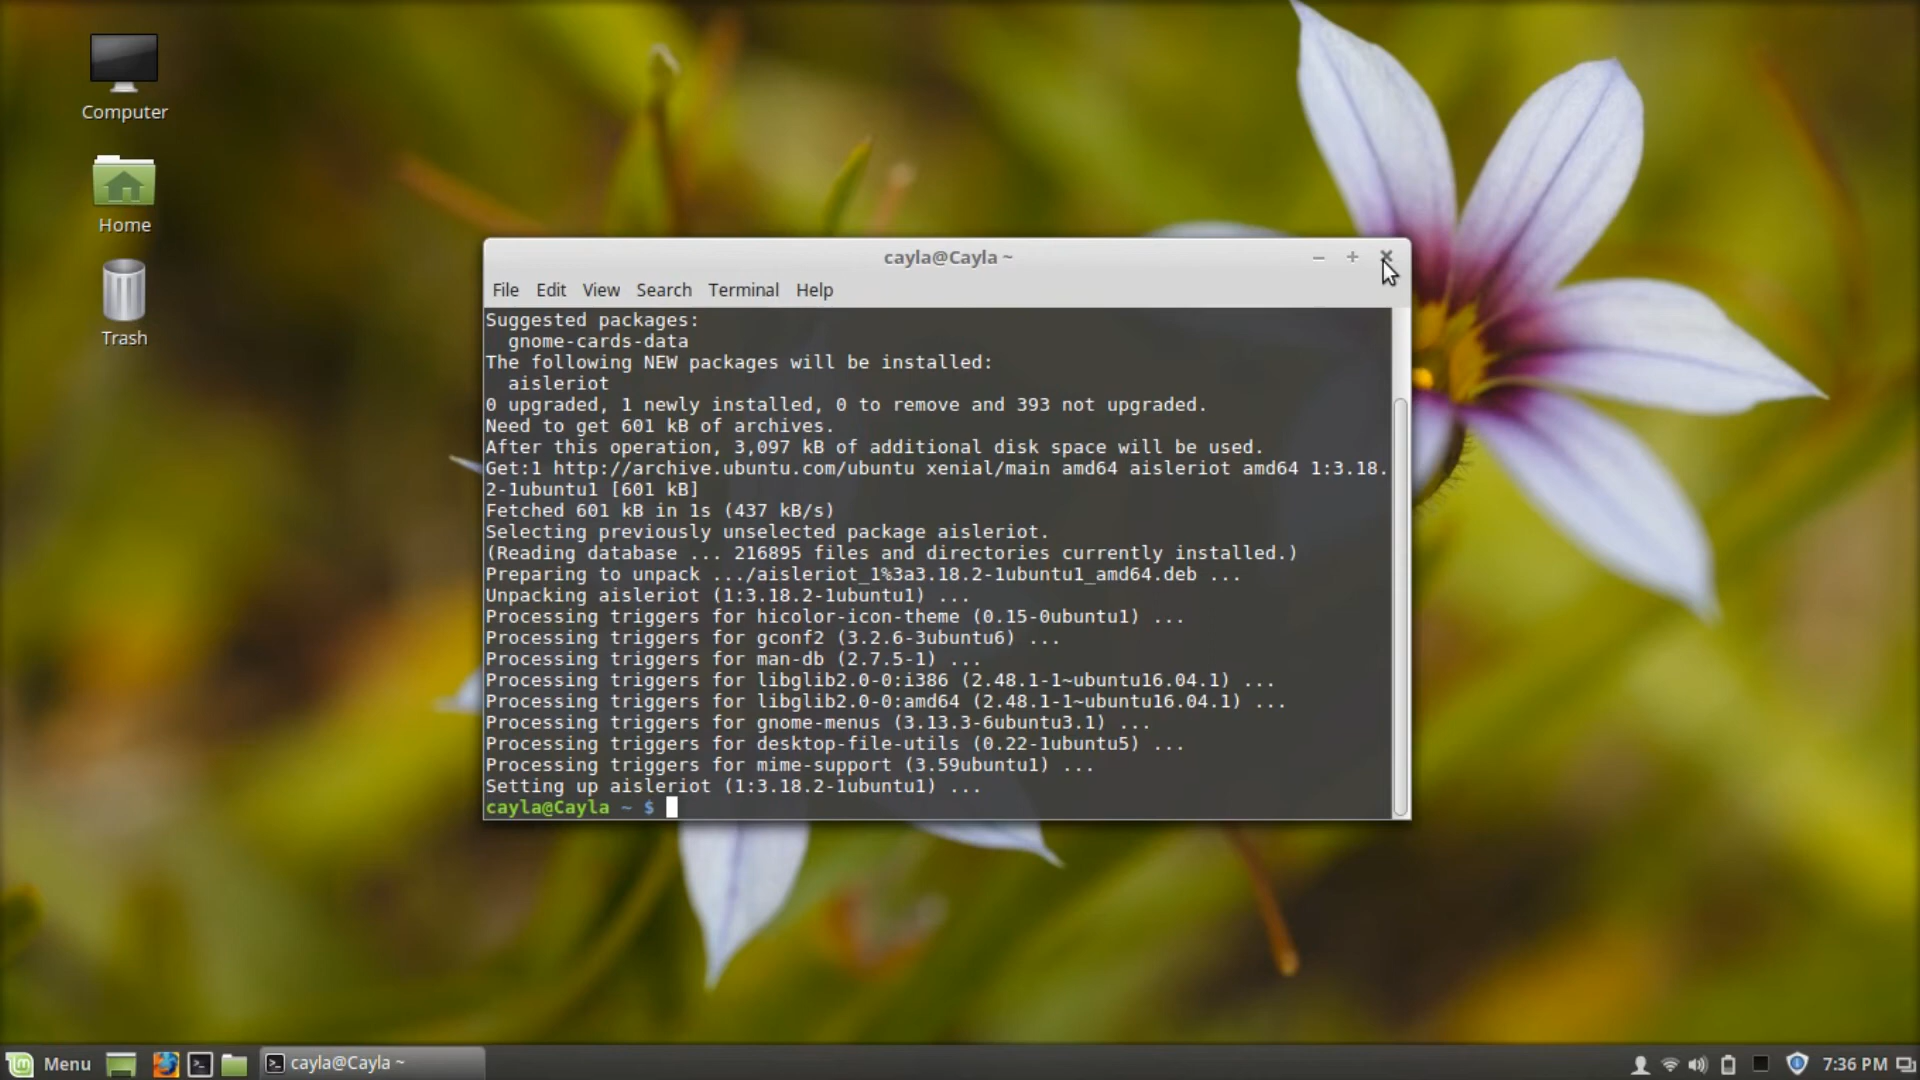 Computer
Home
Trash
cayla@Cayla ~
File Edit View Search Terminal Help
Suggested packages:
gnome-cards-data
The following NEW packages will be installed:
aisleriot
0 upgraded, 1 newly installed, 0 to remove and 393 not upgraded.
Need to get 601 kB of archives.
After this operation, 3,097 kB of additional disk space will be used.
Get:1 http://archive.ubuntu.com/ubuntu xenial/main amd64 aisleriot amd64 1:3.18.
2-1ubuntu1 [601 kB]
Fetched 601 kB in 1s (437 kB/s)
Selecting previously unselected package aisleriot.
(Reading database ... 216895 files and directories currently installed.)
Preparing to unpack .../aisleriot_1%3a3.18.2-1ubuntu1_amd64.deb ...
Unpacking aisleriot (1:3.18.2-1ubuntu1) ...
Processing triggers for hicolor-icon-theme (0.15-0ubuntu1) ...
Processing triggers for gconf2 (3.2.6-3ubuntu6) ...
Processing triggers for man-db (2.7.5-1) ...
Processing triggers for libglib2.0-0:i386 (2.48.1-1~ubuntu16.04.1) ...
Processing triggers for libglib2.0-0:amd64 (2.48.1-1~ubuntu16.04.1) ...
Processing triggers for gnome-menus (3.13.3-6ubuntu3.1) ...
Processing triggers for desktop-file-utils (0.22-1ubuntu5) ...
Processing triggers for mime-support (3.59ubuntu1) ...
Setting up aisleriot (1:3.18.2-1ubuntu1) ...
cayla@Cayla ~ $
Menu
cayla@Cayla ~
7:36 PM